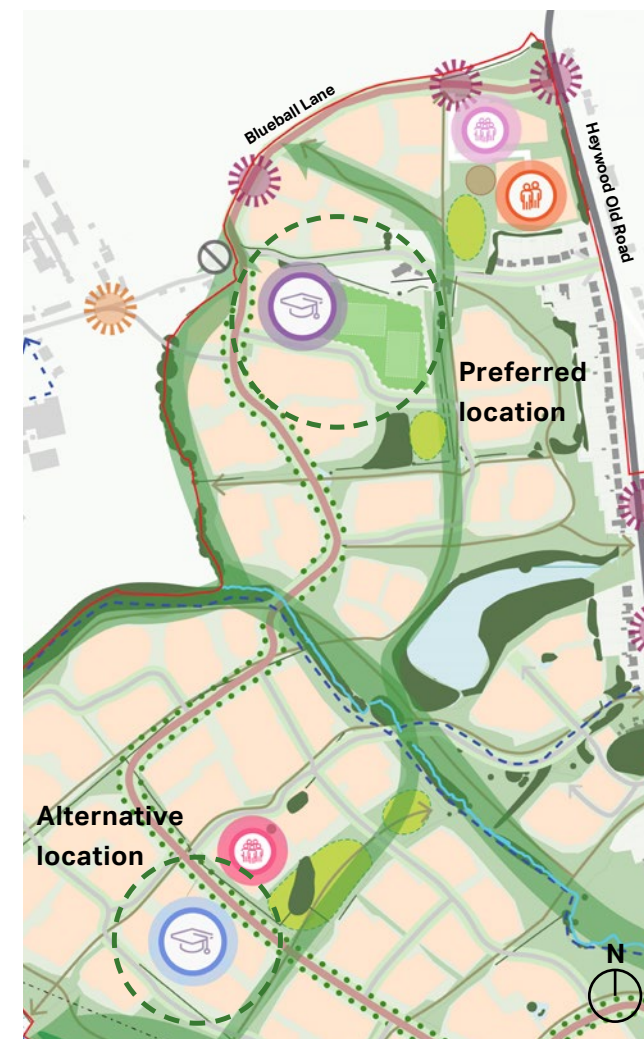 Blueball Lane
Heywood Old Road
Preferred
location
Alternative
location
N